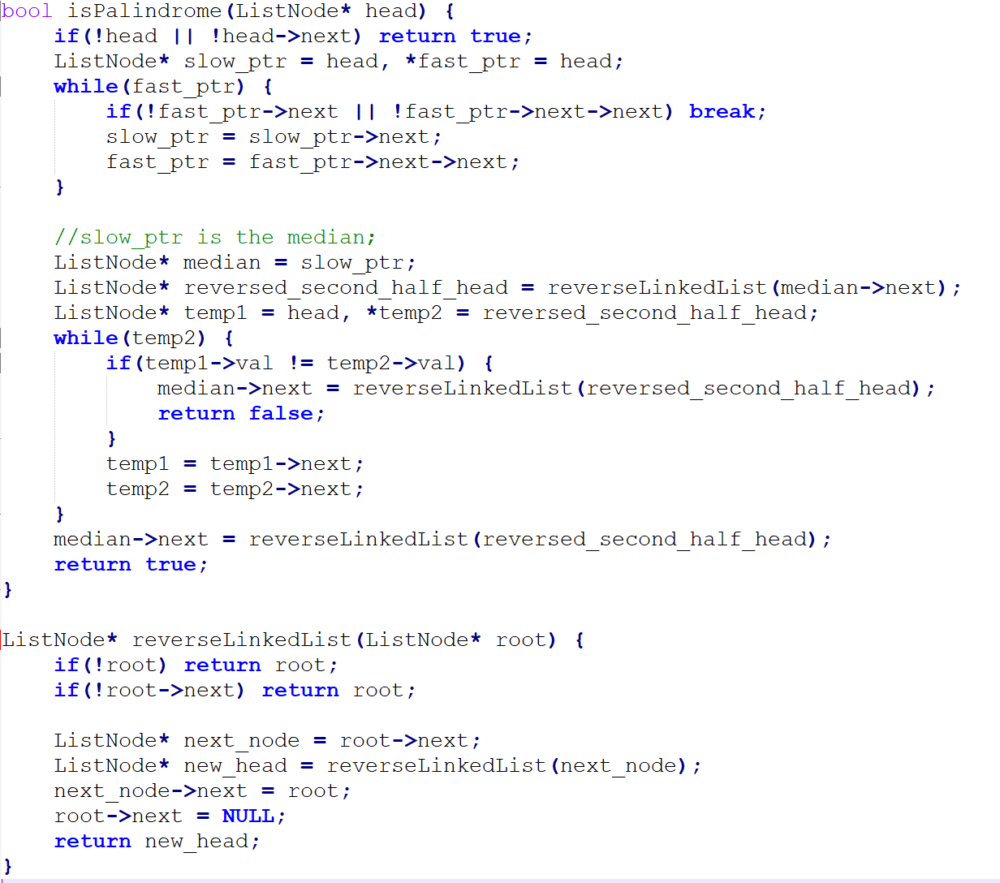 bool isPalindrome(ListNode* head) {
    if(!head || !head->next) return true;
    ListNode* slow_ptr = head, *fast_ptr = head;
    while(fast_ptr) {
        if(!fast_ptr->next || !fast_ptr->next->next) break;
        slow_ptr = slow_ptr->next;
        fast_ptr = fast_ptr->next->next;
    }

    //slow_ptr is the median;
    ListNode* median = slow_ptr;
    ListNode* reversed_second_half_head = reverseLinkedList(median->next);
    ListNode* temp1 = head, *temp2 = reversed_second_half_head;
    while(temp2) {
        if(temp1->val != temp2->val) {
            median->next = reverseLinkedList(reversed_second_half_head);
            return false;
        }
        temp1 = temp1->next;
        temp2 = temp2->next;
    }
    median->next = reverseLinkedList(reversed_second_half_head);
    return true;
}

ListNode* reverseLinkedList(ListNode* root) {
    if(!root) return root;
    if(!root->next) return root;

    ListNode* next_node = root->next;
    ListNode* new_head = reverseLinkedList(next_node);
    next_node->next = root;
    root->next = NULL;
    return new_head;
}